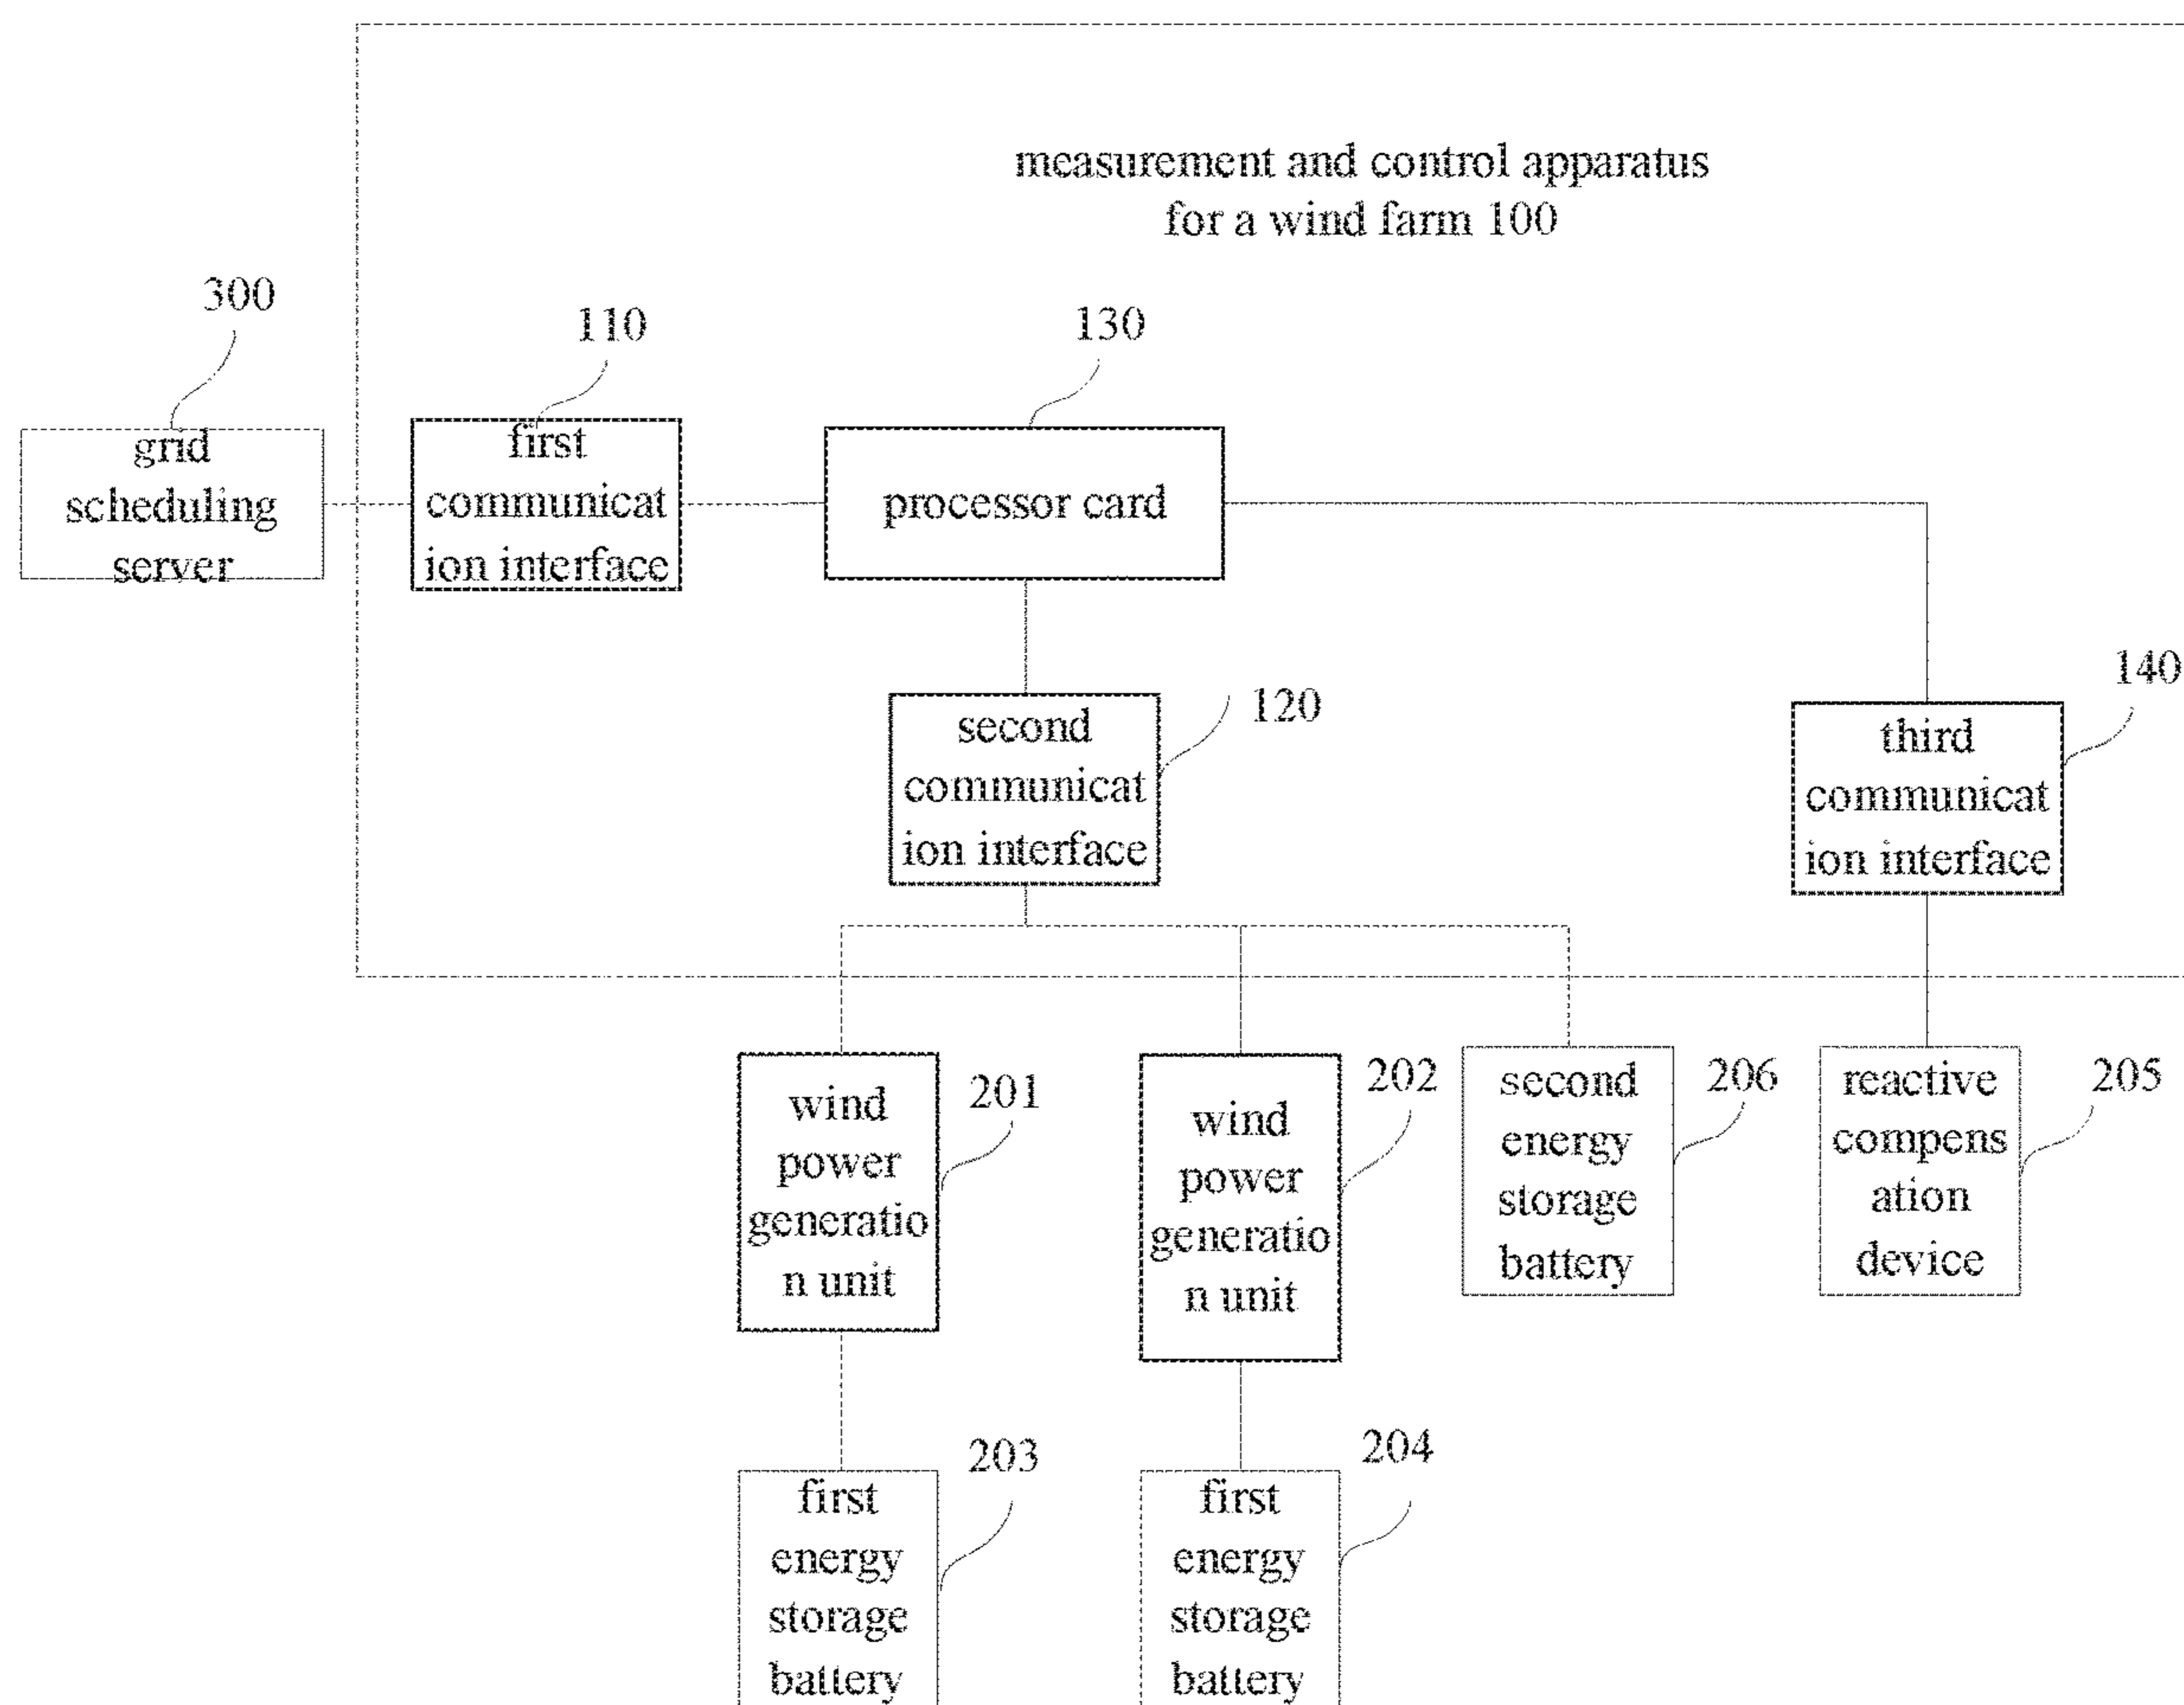 measurement and control apparatus
for a wind farm 100
300
110
130
grid
scheduling
server
first
communicat
ion interface
processor card
140
120
second
communicat
ion interface
third
communicat
ion interface
201
wind
power
generatio
n unit
202
wind
power
generatio
n unit
206
second
energy
storage
battery
205
reactive
compens
ation
device
203
first
energy
storage
battery
204
first
energy
storage
battery